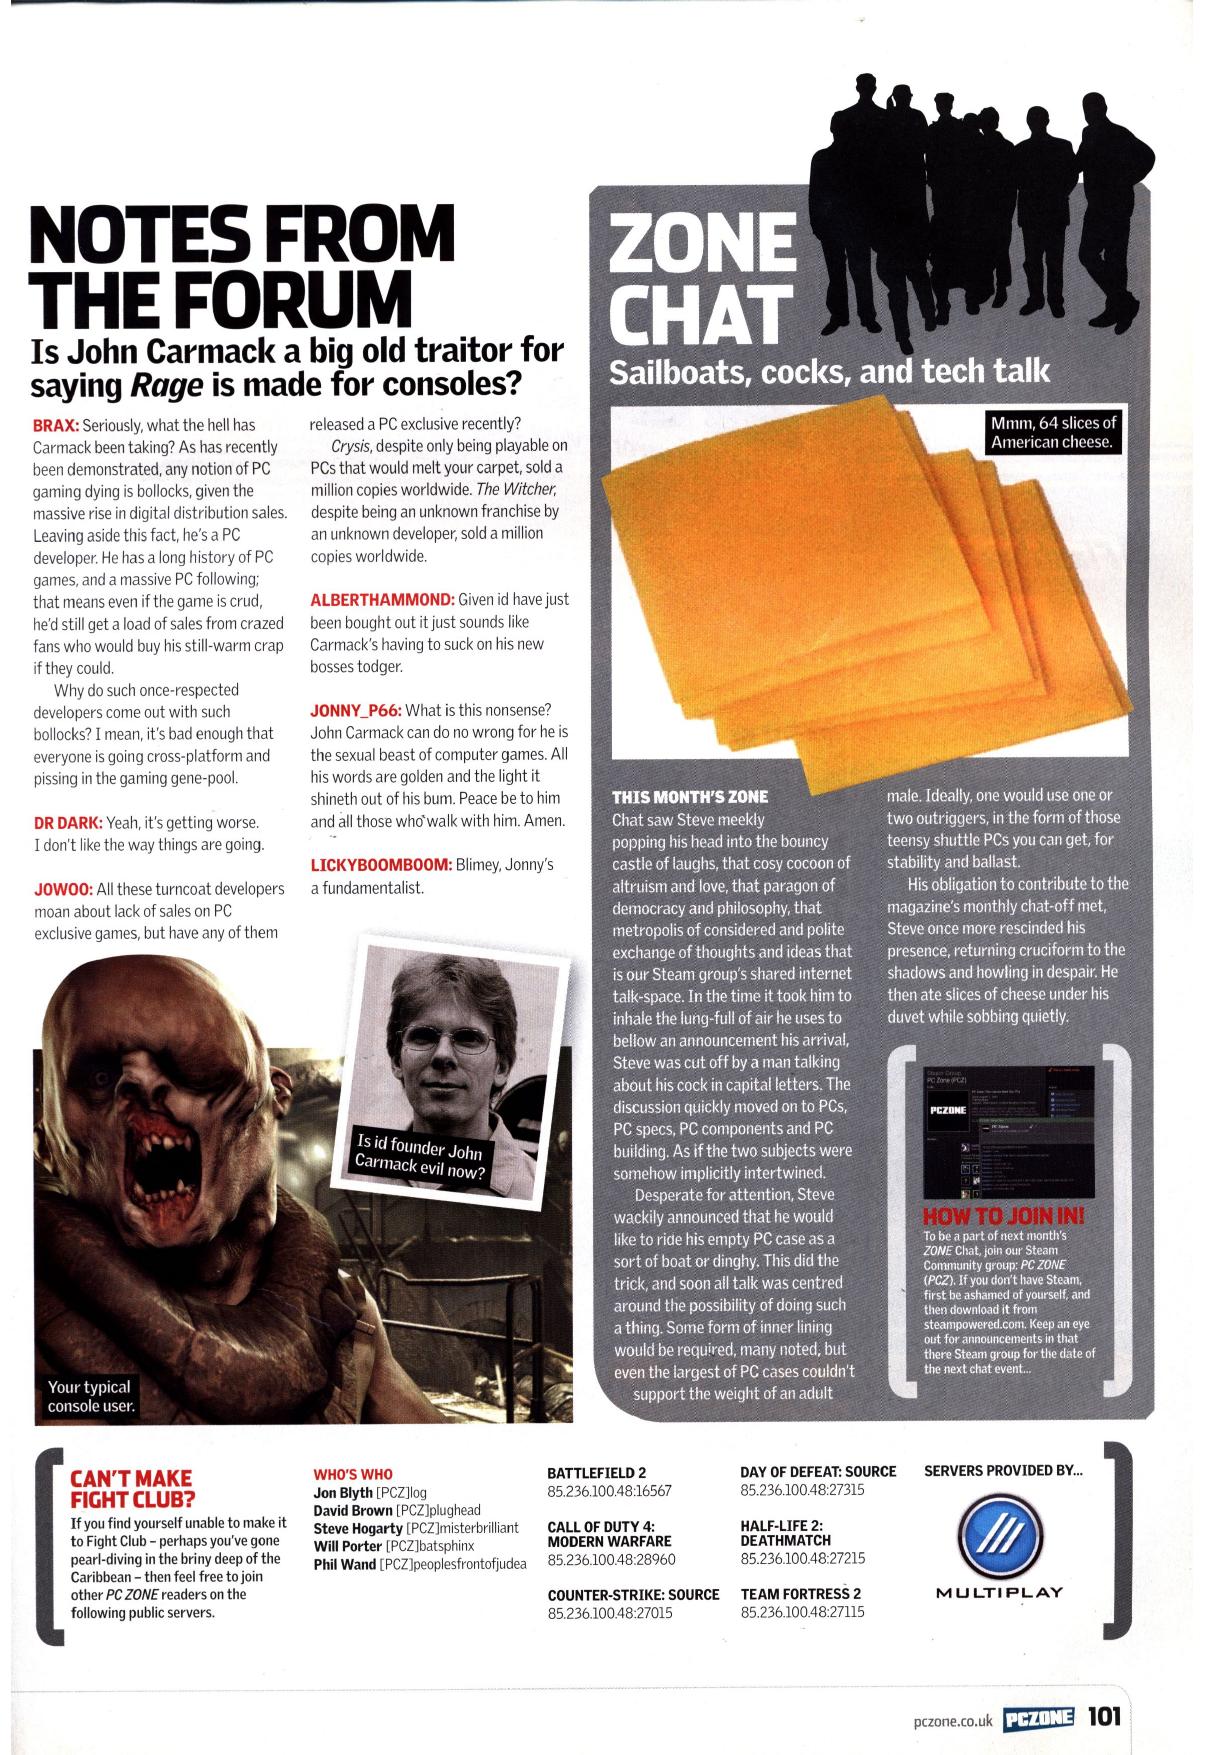 NOTES FROM
THE FORUM
Is John Carmack a big old traitor for
saying Rage is made for consoles?
BRAX: Seriously, what the hell has
Carmack been taking? As has recently
been demonstrated, any notion of PC
gaming dying is bollocks, given the
massive rise in digital distribution sales.
Leaving aside this fact, he's a PC
developer. He has a long history of PC
games, and a massive PC following;
that means even if the game is crud,
he'd still get a load of sales from crazed
fans who would buy his still-warm crap
if they could.
Why do such once-respected
developers come out with such
bollocks? I mean, it's bad enough that
everyone is going cross-platform and
pissing in the gaming gene-pool.
DR DARK: Yeah, it's getting worse.
I don't like the way things are going.
JOWOO: All these turncoat developers
moan about lack of sales on PC
exclusive games, but have any of them
released a PC exclusive recently?
Crysis, despite only being playable on
PCs that would melt your carpet, sold a
million copies worldwide. The Witcher,
despite being an unknown franchise by
an unknown developer, sold a million
copies worldwide.
ALBERTHAMMOND: Given id have just
been bought out it just sounds like
Carmack's having to suck on his new
bosses todger.
JONNY_P66: What is this nonsense?
John Carmack can do no wrong for he is
the sexual beast of computer games. All
his words are golden and the light it
shineth out of his bum. Peace be to him
and all those who walk with him. Amen.
LICKYBOOMBOOM: Blimey, Jonny's
a fundamentalist.
Is id founder John
Carmack evil now?
Your typical
console user.
ZONE
CHAT
Sailboats, cocks, and tech talk
Mmm, 64 slices of
American cheese.
THIS MONTH'S ZONE
Chat saw Steve meekly
popping his head into the bouncy
castle of laughs, that cosy cocoon of
altruism and love, that paragon of
democracy and philosophy, that
metropolis of considered and polite
exchange of thoughts and ideas that
is our Steam group's shared internet
talk-space. In the time it took him to
inhale the lung-full of air he uses to
bellow an announcement his arrival,
Steve was cut off by a man talking
about his cock in capital letters. The
discussion quickly moved on to PCs,
PC specs, PC components and PC
building. As if the two subjects were
somehow implicitly intertwined.
Desperate for attention, Steve
wackily announced that he would
like to ride his empty PC case as a
sort of boat or dinghy. This did the
trick, and soon all talk was centred
around the possibility of doing such
a thing. Some form of inner lining
would be required, many noted, but
even the largest of PC cases couldn't
support the weight of an adult
male. Ideally, one would use one or
two outriggers, in the form of those
teensy shuttle PCs you can get, for
stability and ballast.
His obligation to contribute to the
magazine's monthly chat-off met,
Steve once more rescinded his
presence, returning cruciform to the
shadows and howling in despair. He
then ate slices of cheese under his
duvet while sobbing quietly.
Steam Group
PC Zone (PCZ)
PCZONE
PC Zone
HOW TO JOIN IN!
To be a part of next month's
ZONE Chat, join our Steam
Community group: PC ZONE
(PCZ). If you don't have Steam,
first be ashamed of yourself, and
then download it from
steampowered.com. Keep an eye
out for announcements in that
there Steam group for the date of
the next chat event...
CAN'T MAKE
FIGHT CLUB?
If you find yourself unable to make it
to Fight Club – perhaps you've gone
pearl-diving in the briny deep of the
Caribbean – then feel free to join
other PC ZONE readers on the
following public servers.
WHO'S WHO
Jon Blyth [PCZ]log
David Brown [PCZ]plughead
Steve Hogarty [PCZ]misterbrilliant
Will Porter [PCZ]batsphinx
Phil Wand [PCZ]peoplesfrontofjudea
BATTLEFIELD 2
85.236.100.48:16567
CALL OF DUTY 4:
MODERN WARFARE
85.236.100.48:28960
COUNTER-STRIKE: SOURCE
85.236.100.48:27015
DAY OF DEFEAT: SOURCE
85.236.100.48:27315
HALF-LIFE 2:
DEATHMATCH
85.236.100.48:27215
TEAM FORTRESS 2
85.236.100.48:27115
SERVERS PROVIDED BY...
MULTIPLAY
pczone.co.uk PCZONE 101